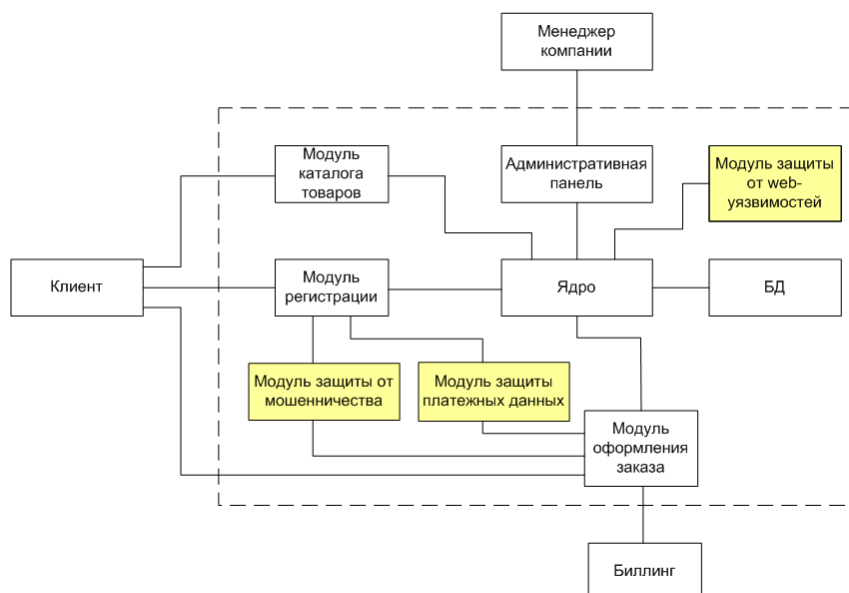 Менеджер
компании
Модуль
каталога
товаров
Административная
панель
Модуль защиты
от web-
уязвимостей
Клиент
Модуль
регистрации
Ядро
БД
Модуль защиты от
мошенничества
Модуль защиты
платежных данных
Модуль
оформления
заказа
Биллинг